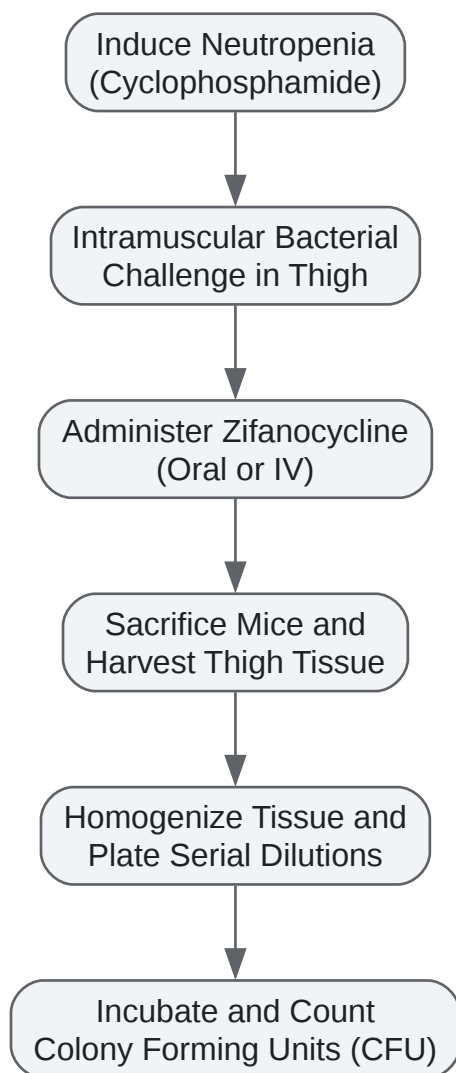 Induce Neutropenia
(Cyclophosphamide)
Intramuscular Bacterial
Challenge in Thigh
Administer Zifanocycline
(Oral or IV)
Sacrifice Mice and
Harvest Thigh Tissue
Homogenize Tissue and
Plate Serial Dilutions
Incubate and Count
Colony Forming Units (CFU)